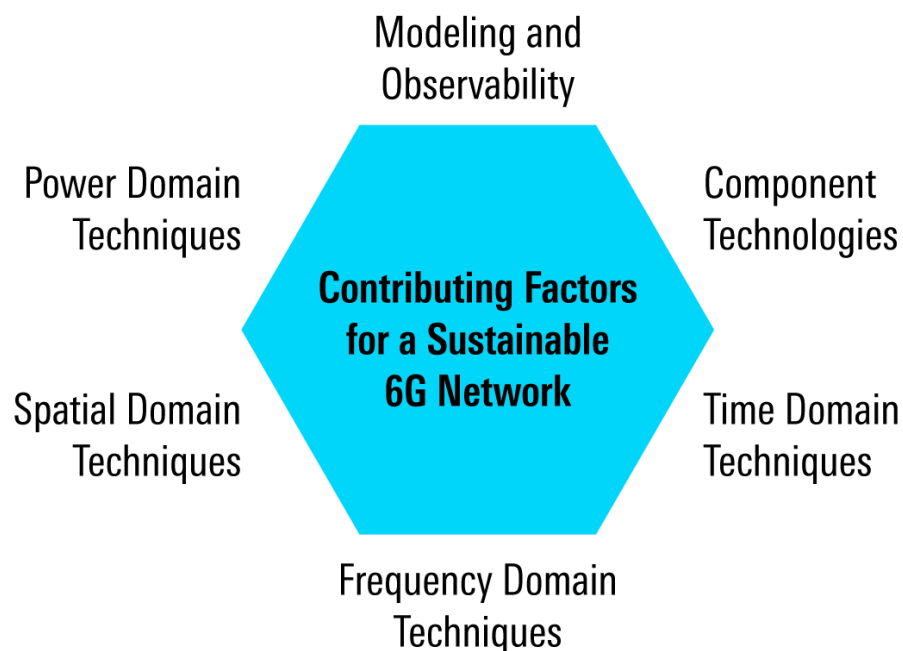 Modeling and
Observability
Power Domain
Techniques
Component
Technologies
Contributing Factors
for a Sustainable
6G Network
Spatial Domain
Techniques
Time Domain
Techniques
Frequency Domain
Techniques